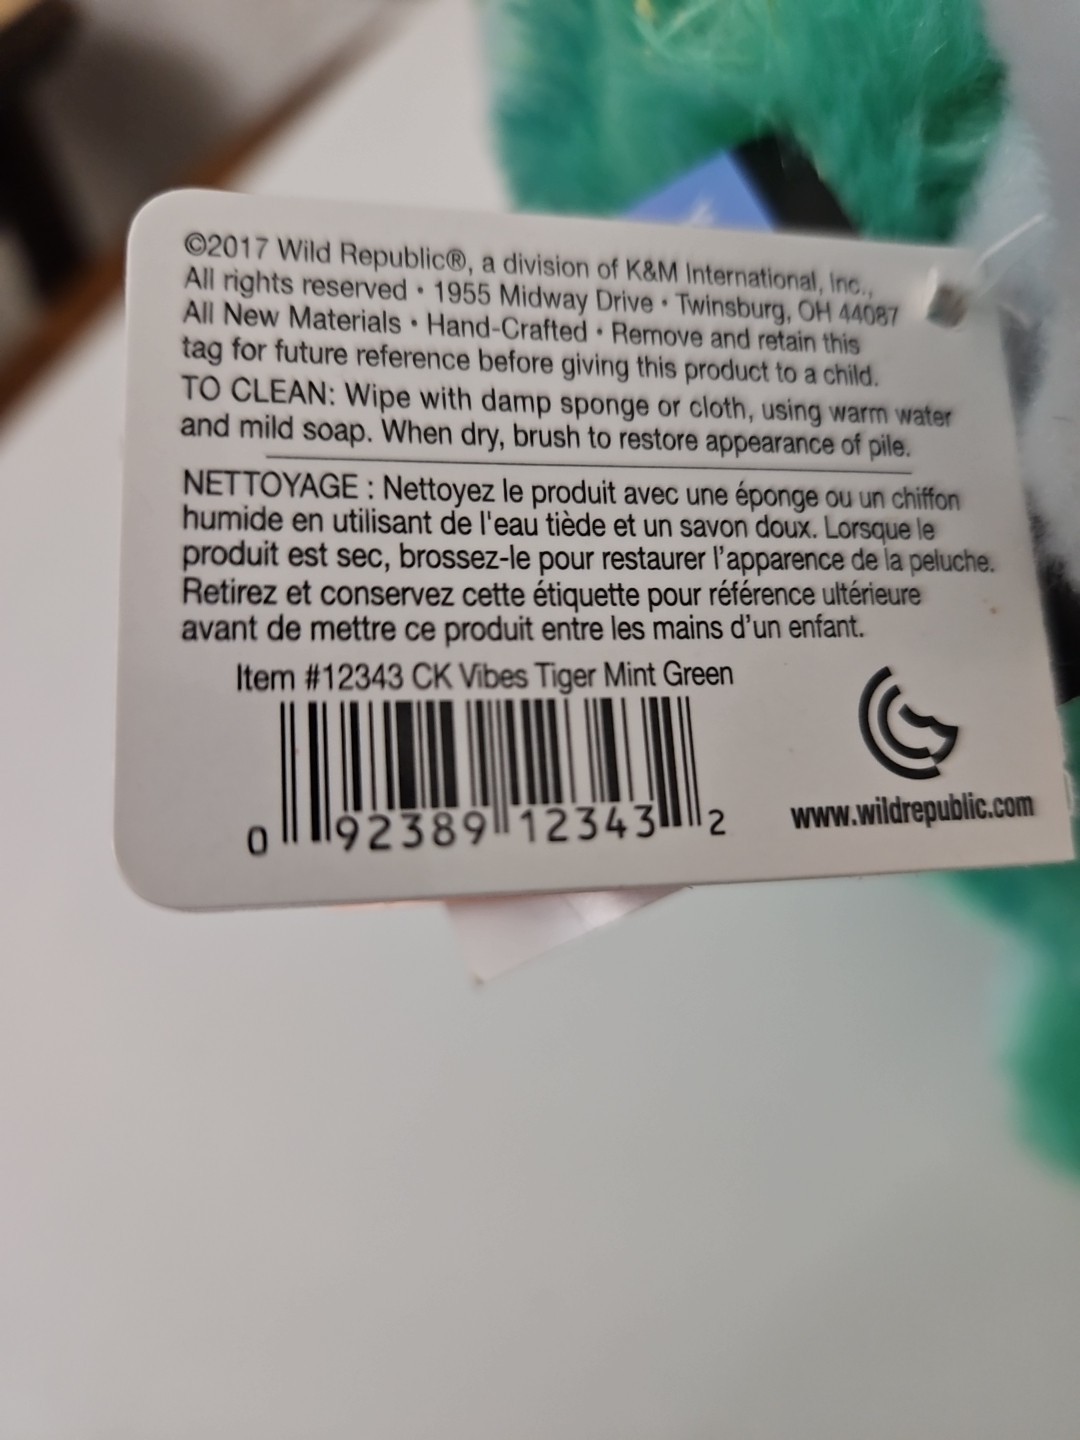 ©2017 Wild Republic®, a division of K&M International, Inc.,
All rights reserved • 1955 Midway Drive • Twinsburg, OH 44087
All New Materials • Hand-Crafted • Remove and retain this
tag for future reference before giving this product to a child.
TO CLEAN: Wipe with damp sponge or cloth, using warm water
and mild soap. When dry, brush to restore appearance of pile.
NETTOYAGE : Nettoyez le produit avec une éponge ou un chiffon
humide en utilisant de l'eau tiède et un savon doux. Lorsque le
produit est sec, brossez-le pour restaurer l'apparence de la peluche.
Retirez et conservez cette étiquette pour référence ultérieure
avant de mettre ce produit entre les mains d'un enfant.
Item #12343 CK Vibes Tiger Mint Green
0 92389 12343 2
www.wildrepublic.com